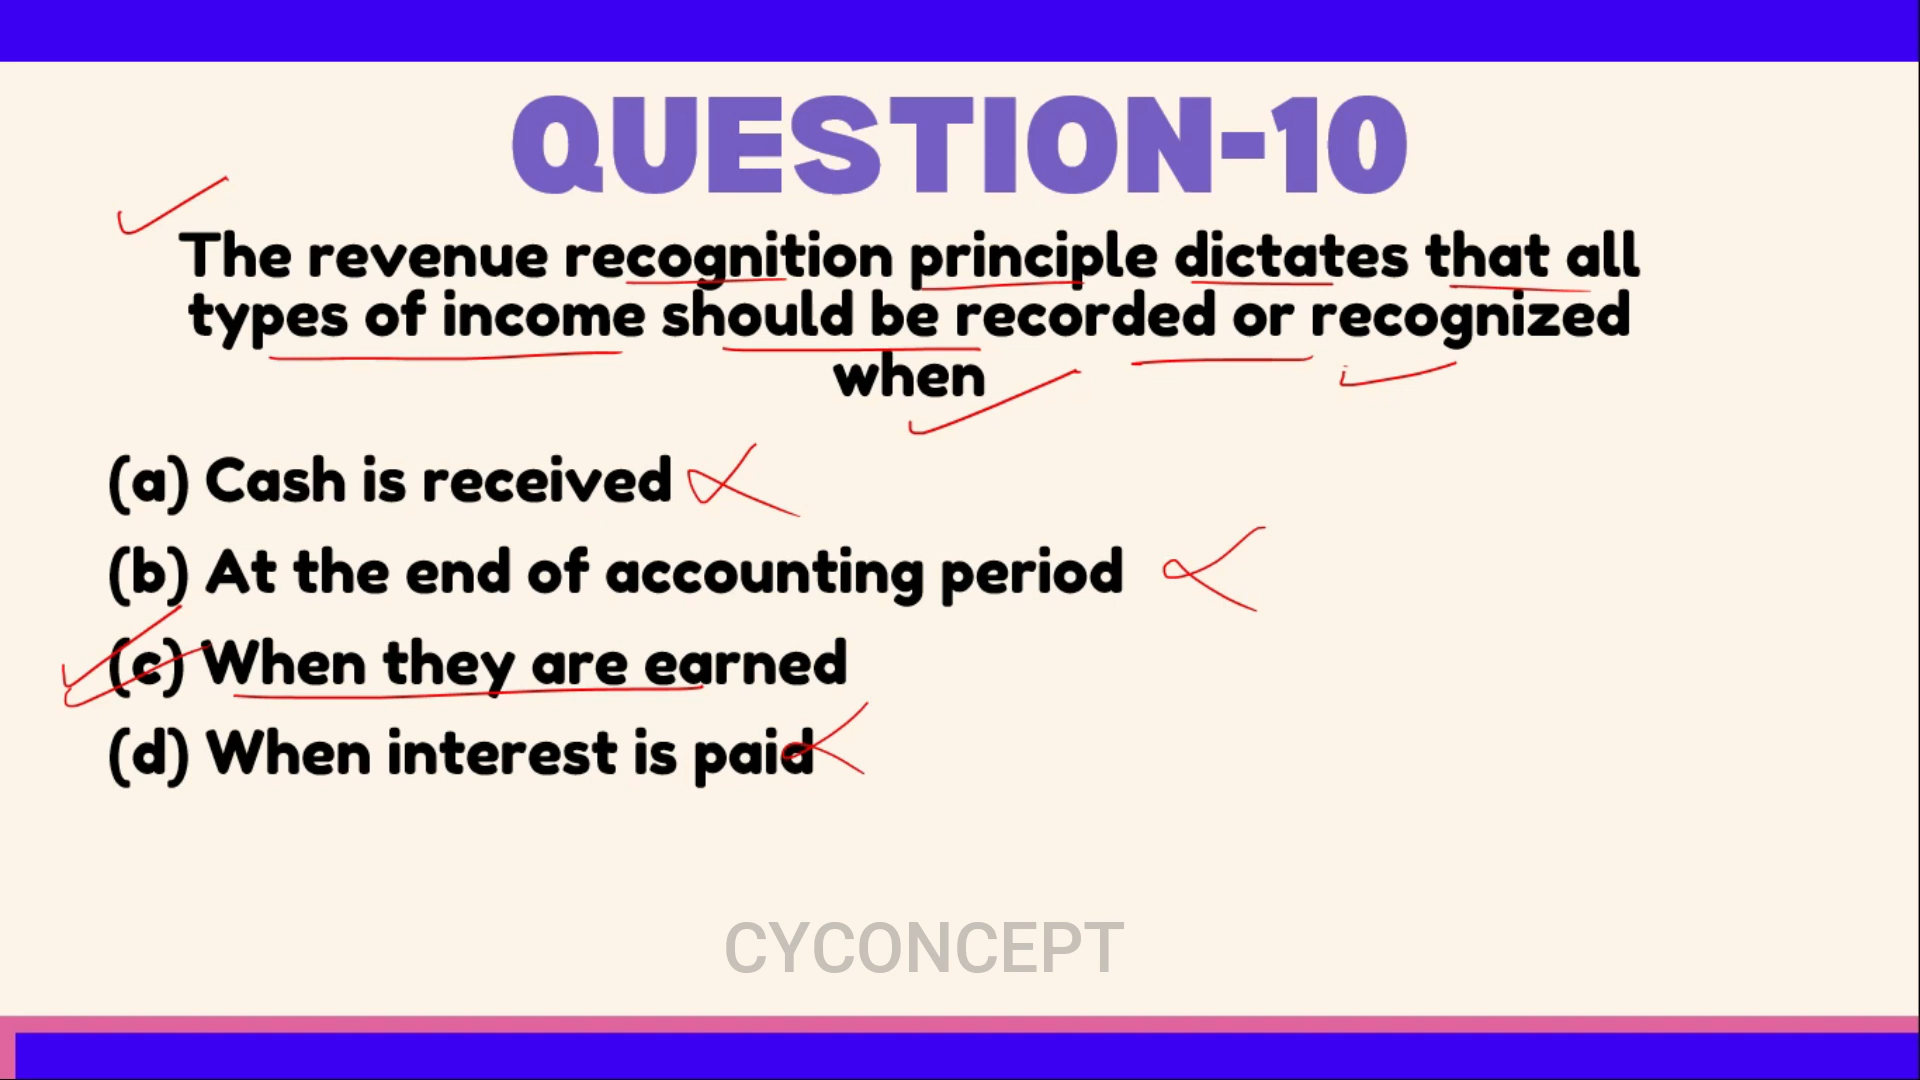 QUESTION-10
The revenue recognition principle dictates that all
types of income should be recorded or recognized
when
(a) Cash is received
(b) At the end of accounting period
(c) When they are earned
(d) When interest is paid
CYCONCEPT